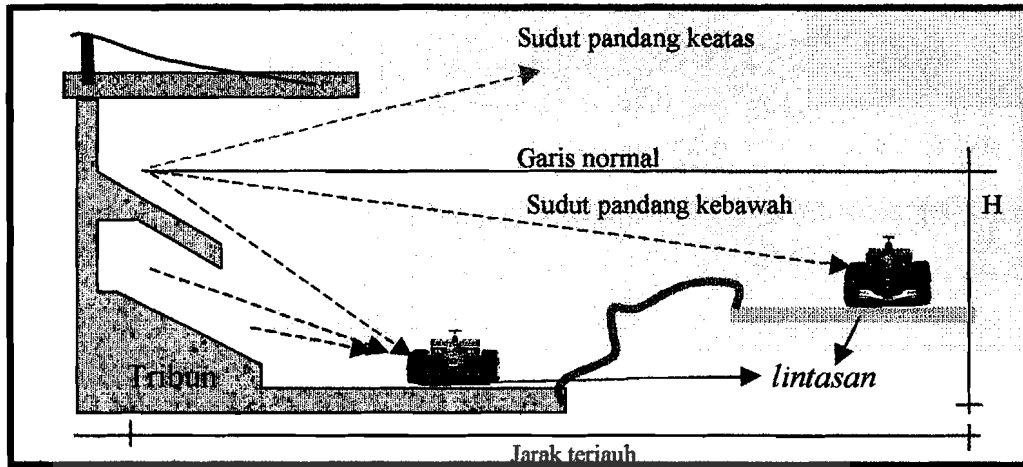 Sudut pandang keatas
Garis normal
Sudut pandang kebawah
H
Tribun
lintasan
Jarak terjauh